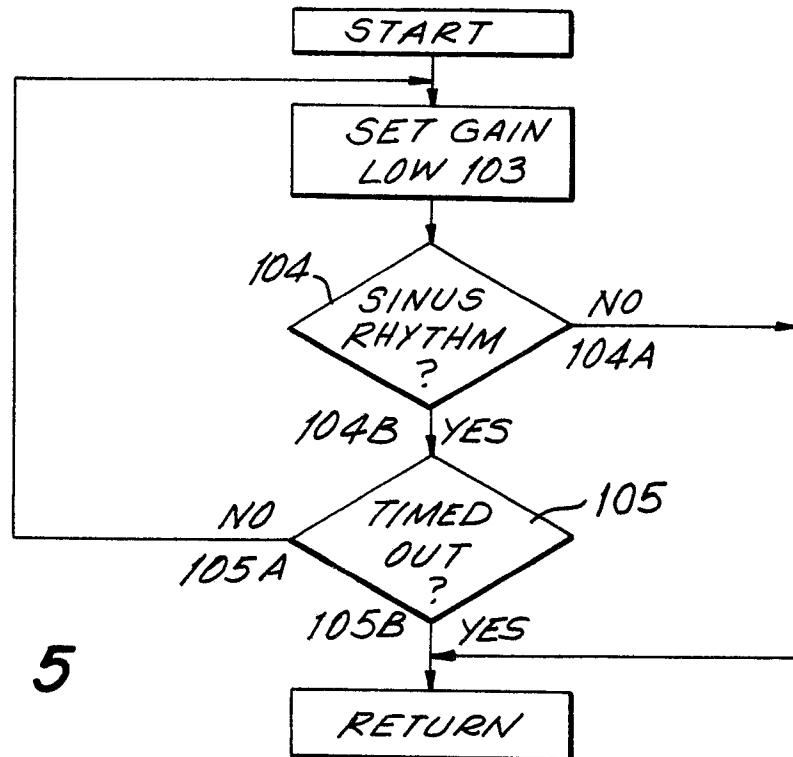 START
SET GAIN
LOW 103
104
SINUS
RHYTHM
?
NO
104A
104B YES
TIMED
OUT
?
105
NO
105A
105B YES
5
RETURN